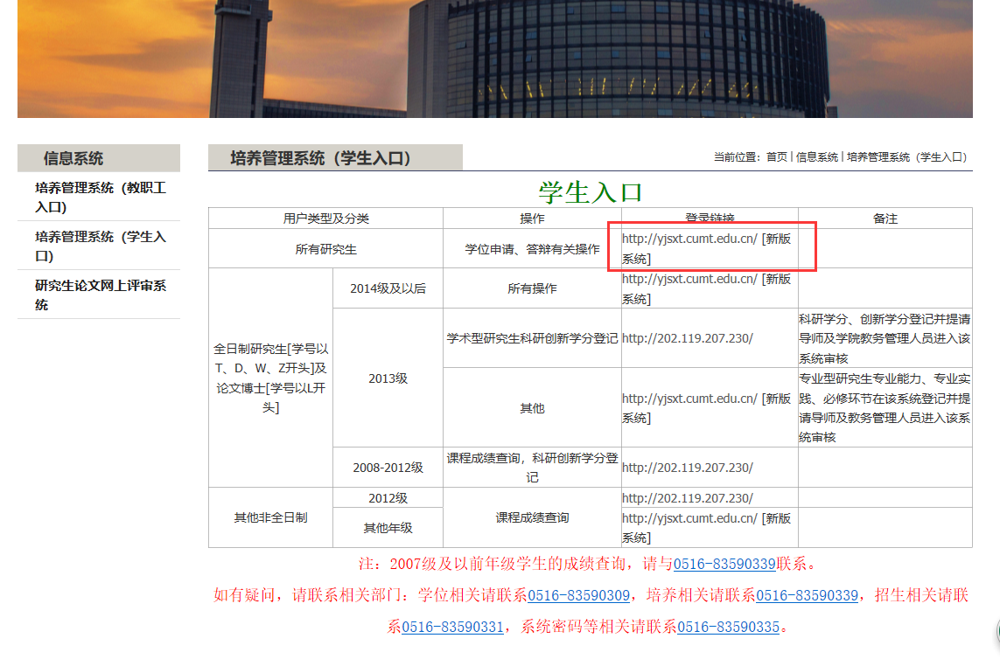 信息系统
培养管理系统（教职工
入口）
培养管理系统（学生入
口）
研究生论文网上评审系
统
培养管理系统（学生入口）
当前位置：首页 | 信息系统 | 培养管理系统（学生入口）
学生入口
用户类型及分类
操作
登录链接
备注
所有研究生
学位申请、答辩有关操作
http://yjsxt.cumt.edu.cn/ [新版
系统]
全日制研究生[学号以
T、D、W、Z开头]及
论文博士[学号以L开
头]
2014级及以后
所有操作
http://yjsxt.cumt.edu.cn/ [新版
系统]
2013级
学术型研究生科研创新学分登记
http://202.119.207.230/
科研学分、创新学分登记并提请
导师及学院教务管理人员进入该
系统审核
其他
http://yjsxt.cumt.edu.cn/ [新版
系统]
专业型研究生专业能力、专业实
践、必修环节在该系统登记并提
请导师及教务管理人员进入该系
统审核
2008-2012级
课程成绩查询，科研创新学分登
记
http://202.119.207.230/
其他非全日制
2012级
课程成绩查询
http://202.119.207.230/
其他年级
http://yjsxt.cumt.edu.cn/ [新版
系统]
注：2007级及以前年级学生的成绩查询，请与0516-83590339联系。
如有疑问，请联系相关部门：学位相关请联系0516-83590309，培养相关请联系0516-83590339，招生相关请联
系0516-83590331，系统密码等相关请联系0516-83590335。